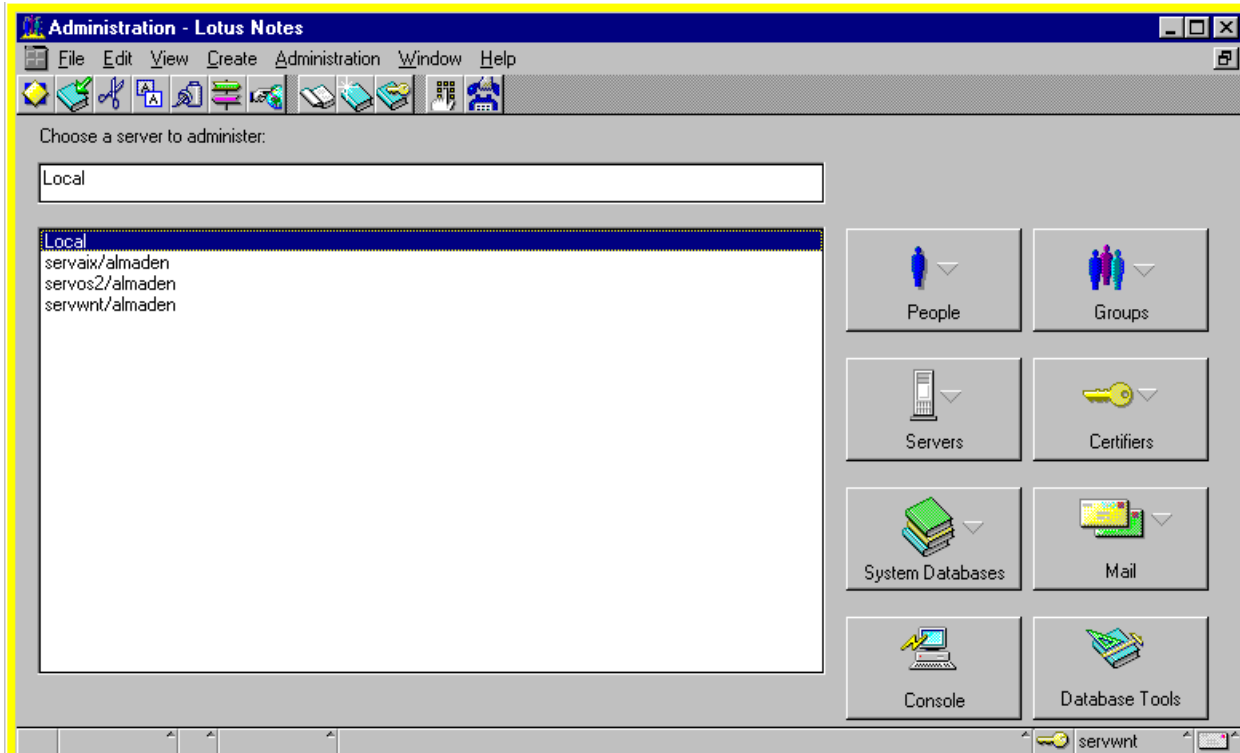 Administration - Lotus Notes
File Edit View Create Administration Window Help
Choose a server to administer:
Local
Local
servaix/almaden
servos2/almaden
servwnt/almaden
People
Groups
Servers
Certifiers
System Databases
Mail
Console
Database Tools
servwnt